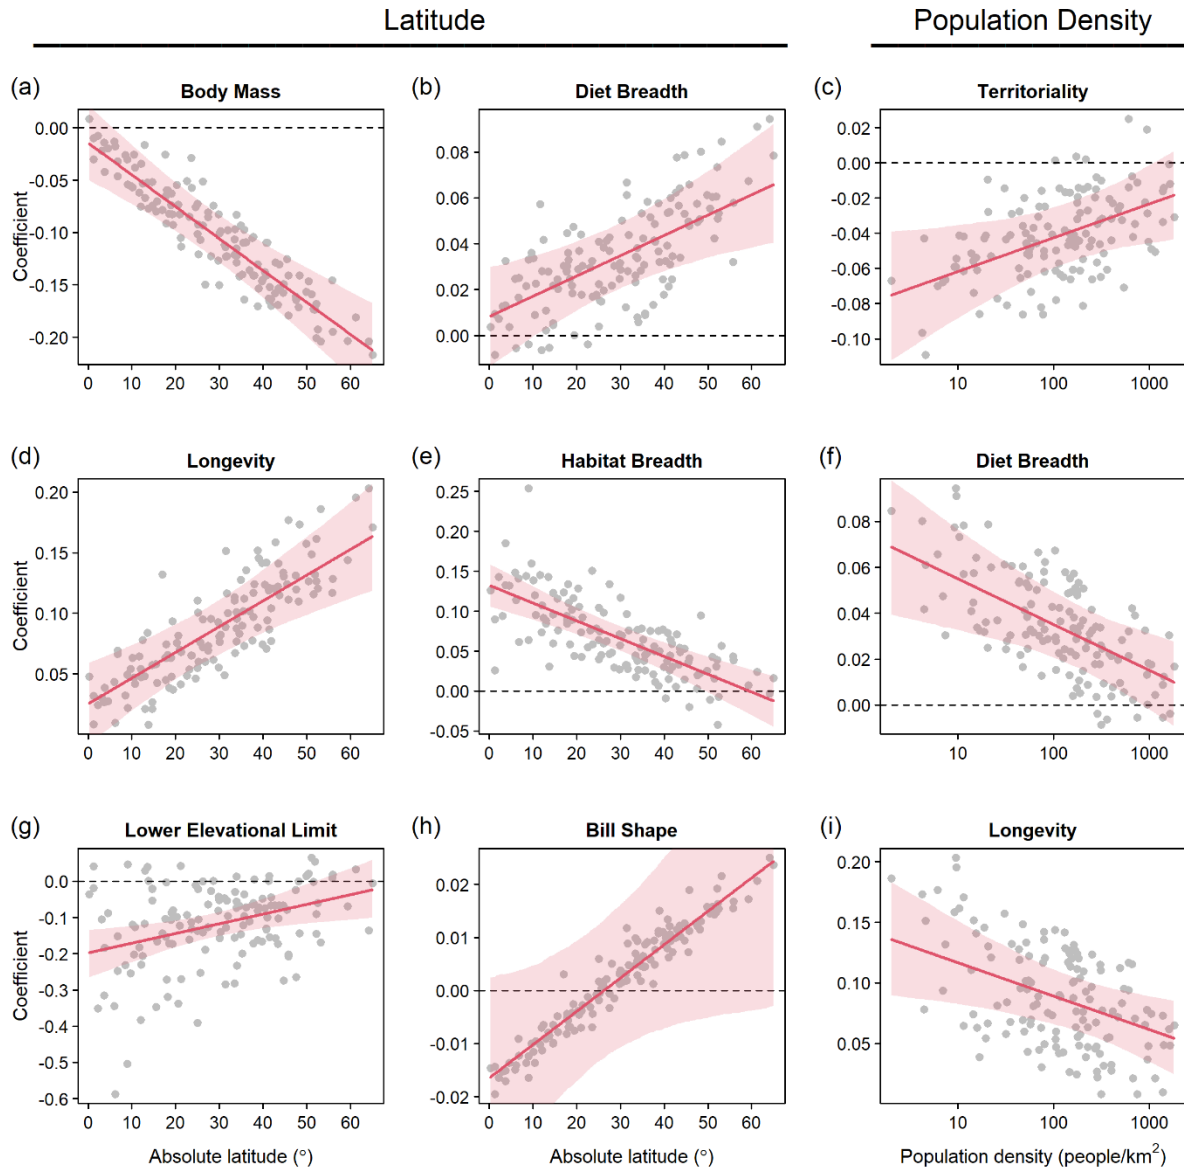 Latitude
Population Density
(a)
Body Mass
(b)
Diet Breadth
(c)
Territoriality
Coefficient
0.00
-0.05
-0.10
-0.15
-0.20
0 10 20 30 40 50 60
0.08
0.06
0.04
0.02
0.00
0 10 20 30 40 50 60
0.02
0.00
-0.02
-0.04
-0.06
-0.08
-0.10
10 100 1000
(d)
Longevity
(e)
Habitat Breadth
(f)
Diet Breadth
Coefficient
0.20
0.15
0.10
0.05
0 10 20 30 40 50 60
0.25
0.20
0.15
0.10
0.05
0.00
-0.05
0 10 20 30 40 50 60
0.08
0.06
0.04
0.02
0.00
10 100 1000
(g)
Lower Elevational Limit
(h)
Bill Shape
(i)
Longevity
Coefficient
0.0
-0.1
-0.2
-0.3
-0.4
-0.5
-0.6
0 10 20 30 40 50 60
0.02
0.01
0.00
-0.01
-0.02
0 10 20 30 40 50 60
0.20
0.15
0.10
0.05
10 100 1000
Absolute latitude (°)
Absolute latitude (°)
Population density (people/km²)